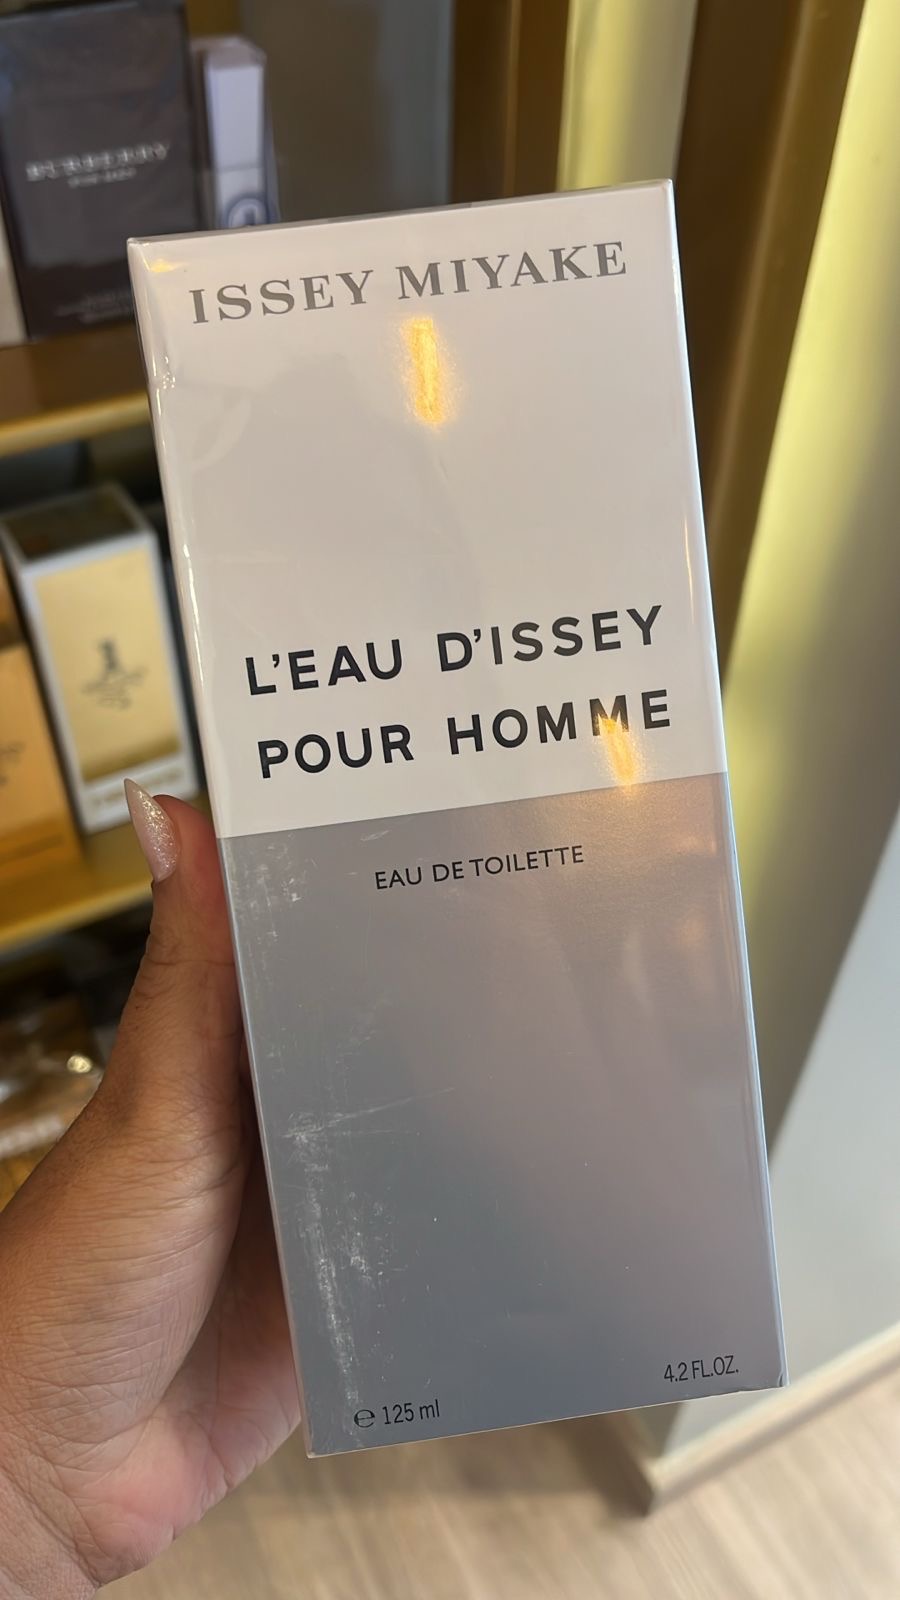 BURBERRY
ISSEY MIYAKE
L'EAU D'ISSEY
POUR HOMME
EAU DE TOILETTE
℮ 125 ml
4.2 FL.OZ.